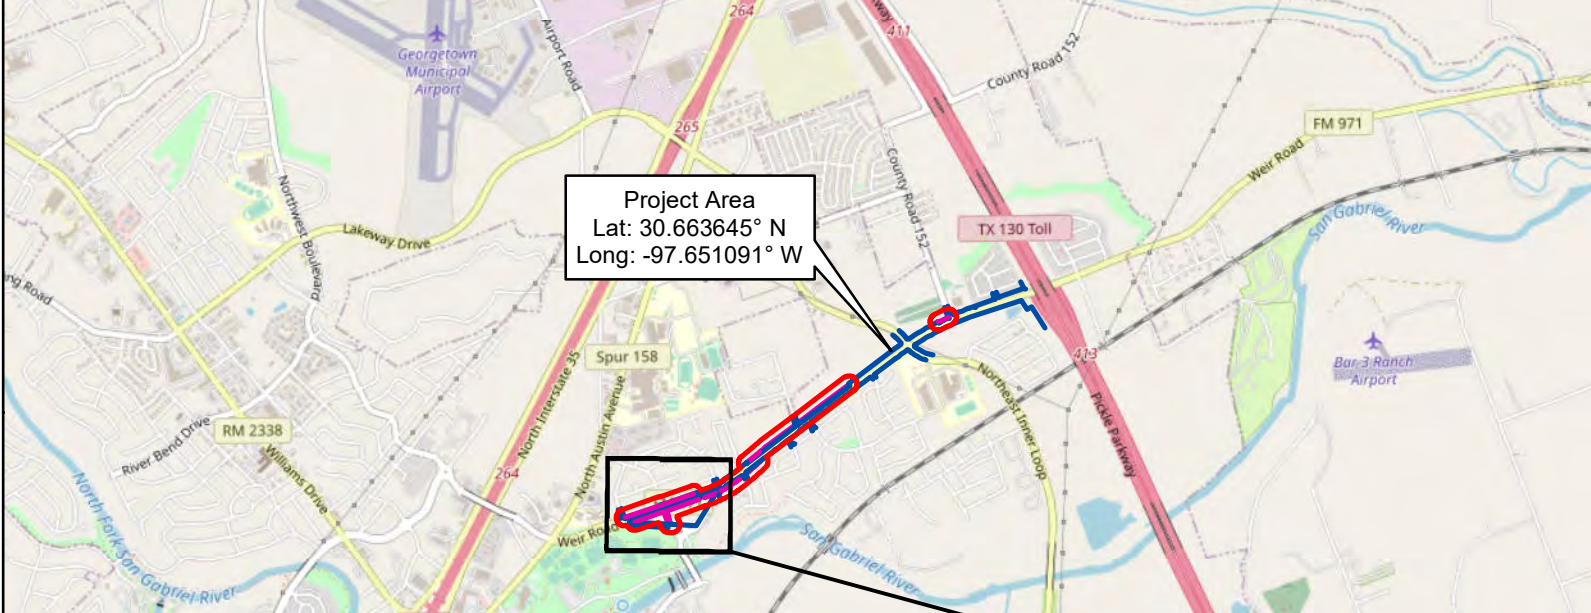 264
411
kway
Airport Road
Georgetown
Municipal
Airport
County Road 152
FM 971
265
Weir Road
County Road 152
Project Area
Lat: 30.663645° N
Long: -97.651091° W
Northwest Boulevard
Lakeway Drive
TX 130 Toll
San Gabriel River
ng Road
Spur 158
North Interstate 35
413
Bar 3 Ranch
Airport
Northeast Inner Loop
Pickle Parkway
North Austin Avenue
RM 2338
River Bend Drive
Williams Drive
264
North Fork San Gabriel River
Weir Road
San Gabriel River